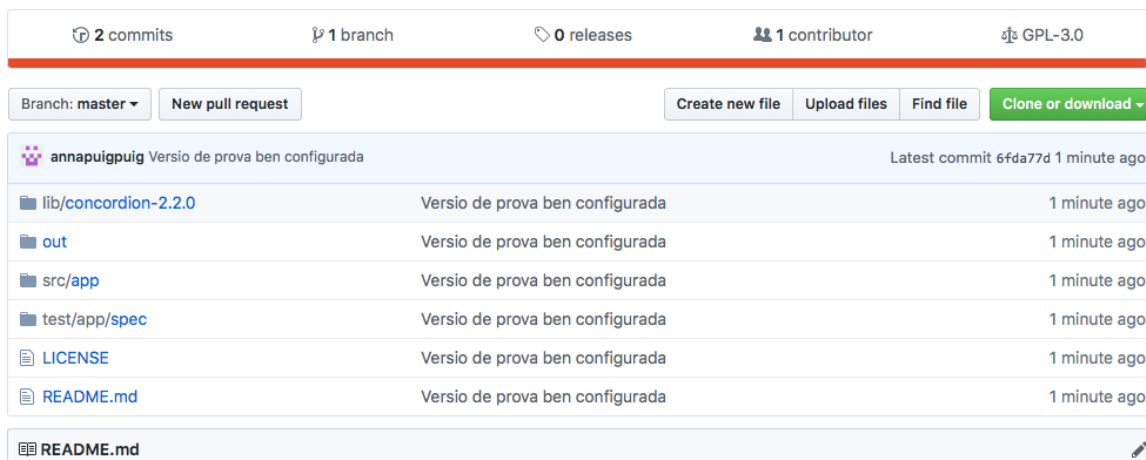 2 commits 1 branch 0 releases 1 contributor GPL-3.0
Branch: master New pull request Create new file Upload files Find file Clone or download
annapuigpuig Versio de prova ben configurada Latest commit 6fda77d 1 minute ago
lib/concordion-2.2.0 Versio de prova ben configurada 1 minute ago
out Versio de prova ben configurada 1 minute ago
src/app Versio de prova ben configurada 1 minute ago
test/app/spec Versio de prova ben configurada 1 minute ago
LICENSE Versio de prova ben configurada 1 minute ago
README.md Versio de prova ben configurada 1 minute ago
README.md